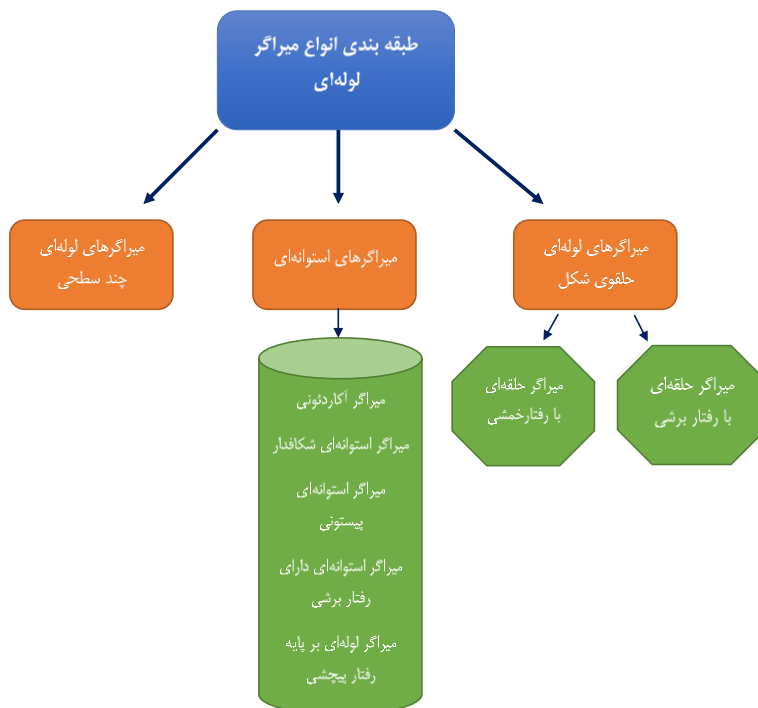 طبقه بندی انواع میراگر
لوله‌ای
میراگرهای لوله‌ای
حلقوی شکل
میراگرهای استوانه‌ای
میراگرهای لوله‌ای
چند سطحی
میراگر حلقه‌ای
با رفتار برشی
میراگر حلقه‌ای
با رفتارخمشی
میراگر آکاردئونی
میراگر استوانه‌ای شکافدار
میراگر استوانه‌ای
پیستونی
میراگر استوانه‌ای دارای
رفتار برشی
میراگر لوله‌ای بر پایه
رفتار پیچشی